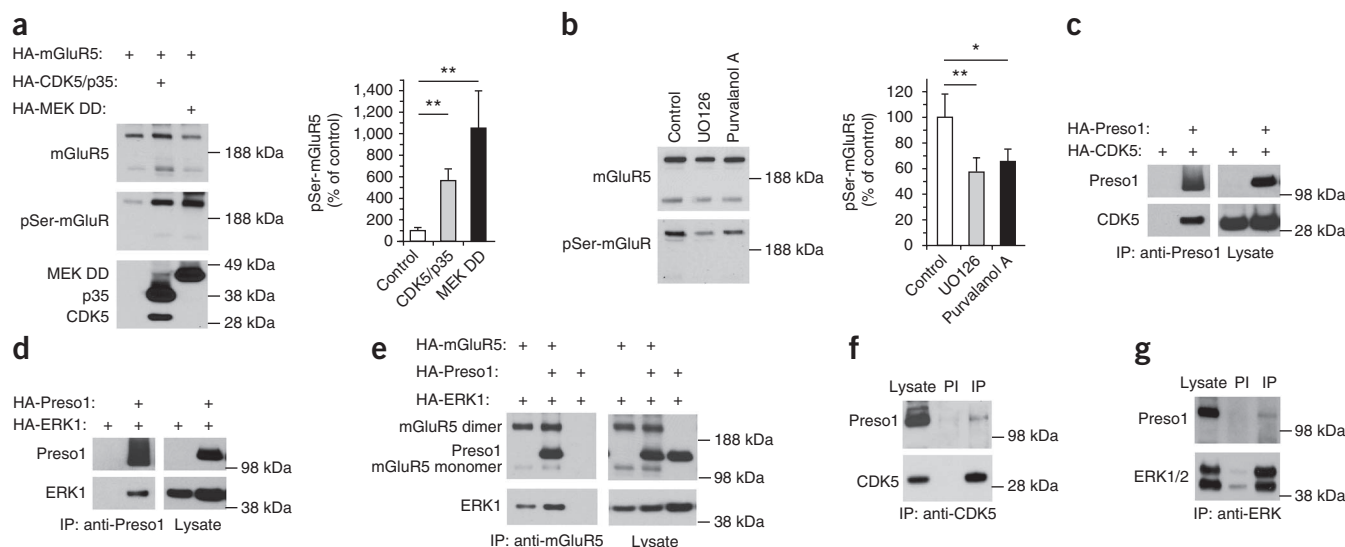 a
HA-mGluR5: + + +
HA-CDK5/p35: +
HA-MEK DD: +
mGluR5
188 kDa
pSer-mGluR
188 kDa
MEK DD
49 kDa
p35
38 kDa
CDK5
28 kDa
pSer-mGluR5
(% of control)
1,400
1,200
1,000
800
600
400
200
0
**
**
Control
CDK5/p35
MEK DD
b
Control
UO126
Purvalanol A
mGluR5
188 kDa
pSer-mGluR
188 kDa
pSer-mGluR5
(% of control)
120
100
80
60
40
20
0
*
**
Control
UO126
Purvalanol A
c
HA-Preso1: + +
HA-CDK5: + + + +
Preso1
98 kDa
CDK5
28 kDa
IP: anti-Preso1 Lysate
d
HA-Preso1: + +
HA-ERK1: + + + +
Preso1
98 kDa
ERK1
38 kDa
IP: anti-Preso1 Lysate
e
HA-mGluR5: + + + +
HA-Preso1: + + + +
HA-ERK1: + + + + + +
mGluR5 dimer
188 kDa
Preso1
mGluR5 monomer
98 kDa
ERK1
38 kDa
IP: anti-mGluR5 Lysate
f
Lysate PI IP
Preso1
98 kDa
CDK5
28 kDa
IP: anti-CDK5
g
Lysate PI IP
Preso1
98 kDa
ERK1/2
38 kDa
IP: anti-ERK